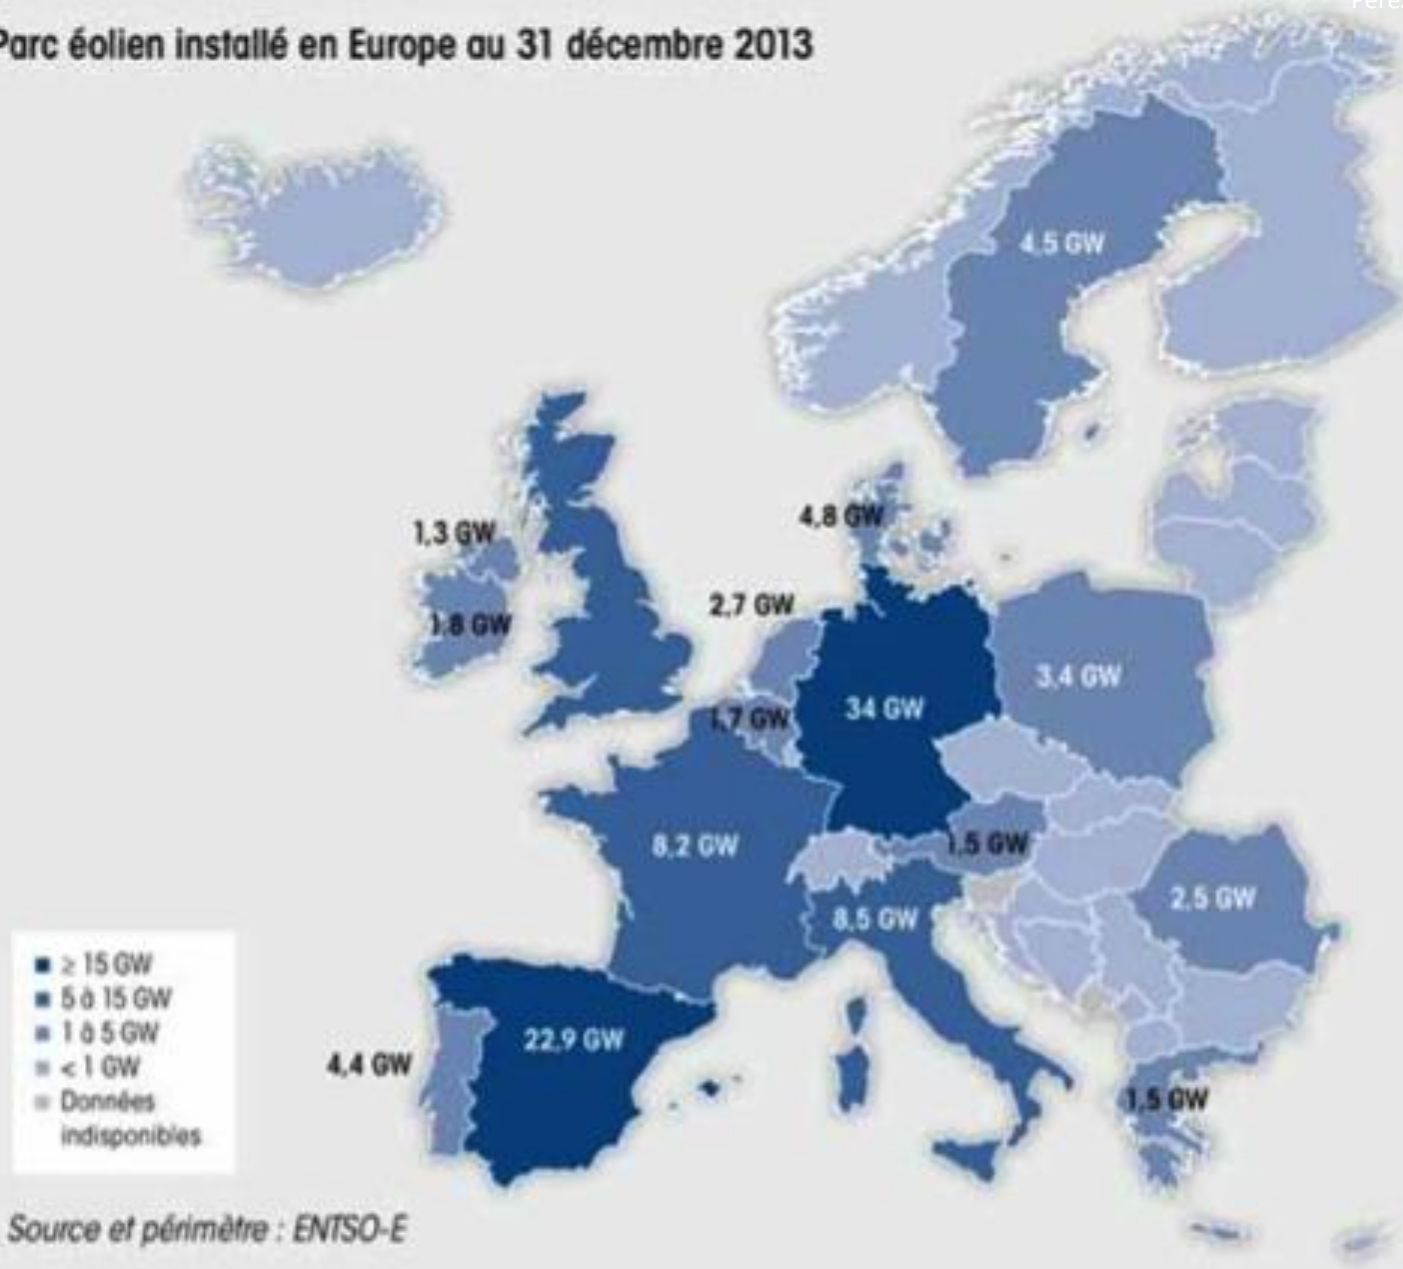 Parc éolien installé en Europe au 31 décembre 2013
4,5 GW
1,3 GW
4,8 GW
1,8 GW
2,7 GW
3,4 GW
1,7 GW
34 GW
8,2 GW
1,5 GW
2,5 GW
8,5 GW
22,9 GW
4,4 GW
1,5 GW
≥ 15 GW
5 à 15 GW
1 à 5 GW
< 1 GW
Données
indisponibles
Source et périmètre : ENTSO-E